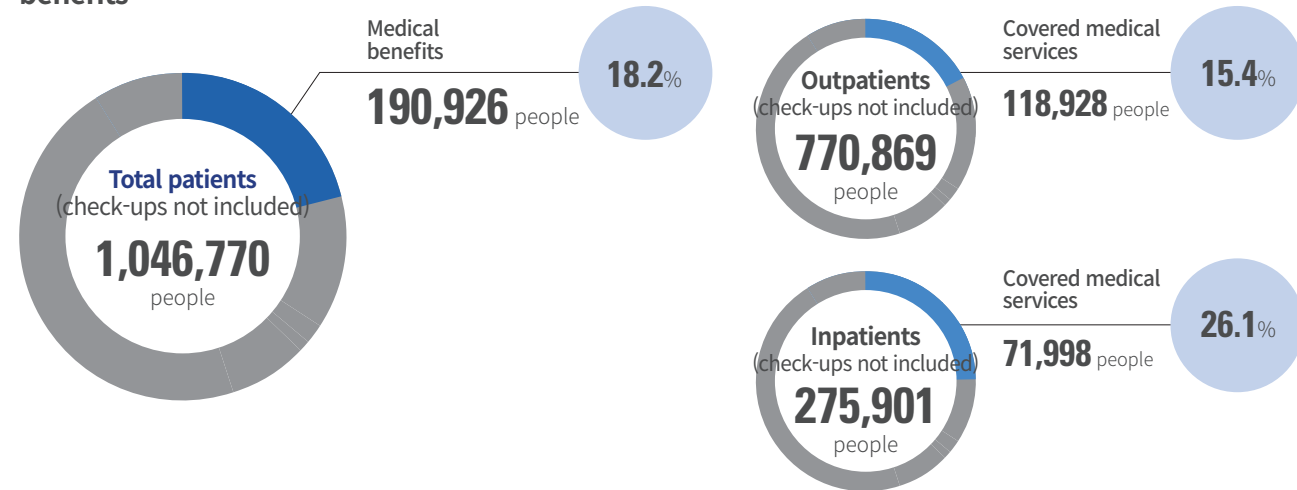 benefits
Medical
benefits
190,926 people
18.2%
Total patients
(check-ups not included)
1,046,770
people
Outpatients
(check-ups not included)
770,869
people
Covered medical
services
118,928 people
15.4%
Inpatients
(check-ups not included)
275,901
people
Covered medical
services
71,998 people
26.1%